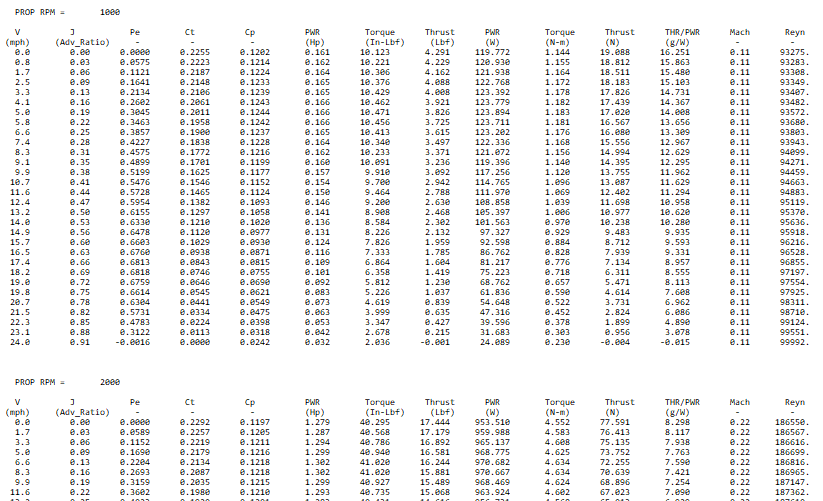 PROP RPM = 1000
V J Pe Ct Cp PWR Torque Thrust PWR Torque Thrust THR/PWR Mach Reyn
(mph) (Adv_Ratio) - - - (Hp) (In-Lbf) (Lbf) (W) (N-m) (N) (g/W) - -
0.0 0.00 0.0000 0.2255 0.1202 0.161 10.123 4.291 119.772 1.144 19.088 16.251 0.11 93275.
0.8 0.03 0.0575 0.2223 0.1214 0.162 10.221 4.229 120.930 1.155 18.812 15.863 0.11 93283.
1.7 0.06 0.1121 0.2187 0.1224 0.164 10.306 4.162 121.938 1.164 18.511 15.480 0.11 93308.
2.5 0.09 0.1641 0.2148 0.1233 0.165 10.376 4.088 122.768 1.172 18.183 15.103 0.11 93349.
3.3 0.13 0.2134 0.2106 0.1239 0.165 10.429 4.008 123.392 1.178 17.826 14.731 0.11 93407.
4.1 0.16 0.2602 0.2061 0.1243 0.166 10.462 3.921 123.779 1.182 17.439 14.367 0.11 93482.
5.0 0.19 0.3045 0.2011 0.1244 0.166 10.471 3.826 123.894 1.183 17.020 14.008 0.11 93572.
5.8 0.22 0.3463 0.1958 0.1242 0.166 10.456 3.725 123.711 1.181 16.567 13.656 0.11 93680.
6.6 0.25 0.3857 0.1900 0.1237 0.165 10.413 3.615 123.202 1.176 16.080 13.309 0.11 93803.
7.4 0.28 0.4227 0.1838 0.1228 0.164 10.340 3.497 122.336 1.168 15.556 12.967 0.11 93943.
8.3 0.31 0.4575 0.1772 0.1216 0.162 10.233 3.371 121.072 1.156 14.994 12.629 0.11 94099.
9.1 0.35 0.4899 0.1701 0.1199 0.160 10.091 3.236 119.396 1.140 14.395 12.295 0.11 94271.
9.9 0.38 0.5199 0.1625 0.1177 0.157 9.910 3.092 117.256 1.120 13.755 11.962 0.11 94459.
10.7 0.41 0.5476 0.1546 0.1152 0.154 9.700 2.942 114.765 1.096 13.087 11.629 0.11 94663.
11.6 0.44 0.5728 0.1465 0.1124 0.150 9.464 2.788 111.970 1.069 12.402 11.294 0.11 94883.
12.4 0.47 0.5954 0.1382 0.1093 0.146 9.200 2.630 108.858 1.039 11.698 10.958 0.11 95119.
13.2 0.50 0.6155 0.1297 0.1058 0.141 8.908 2.468 105.397 1.006 10.977 10.620 0.11 95370.
14.0 0.53 0.6330 0.1210 0.1020 0.136 8.584 2.302 101.563 0.970 10.238 10.280 0.11 95636.
14.9 0.56 0.6478 0.1120 0.0977 0.131 8.226 2.132 97.327 0.929 9.483 9.935 0.11 95918.
15.7 0.60 0.6603 0.1029 0.0930 0.124 7.826 1.959 92.598 0.884 8.712 9.593 0.11 96216.
16.5 0.63 0.6760 0.0938 0.0871 0.116 7.333 1.785 86.762 0.828 7.939 9.331 0.11 96528.
17.4 0.66 0.6813 0.0843 0.0815 0.109 6.864 1.604 81.217 0.776 7.134 8.957 0.11 96855.
18.2 0.69 0.6818 0.0746 0.0755 0.101 6.358 1.419 75.223 0.718 6.311 8.555 0.11 97197.
19.0 0.72 0.6759 0.0646 0.0690 0.092 5.812 1.230 68.762 0.657 5.471 8.113 0.11 97554.
19.8 0.75 0.6614 0.0545 0.0621 0.083 5.226 1.037 61.836 0.590 4.614 7.608 0.11 97925.
20.7 0.78 0.6304 0.0441 0.0549 0.073 4.619 0.839 54.648 0.522 3.731 6.962 0.11 98311.
21.5 0.82 0.5731 0.0334 0.0475 0.063 3.999 0.635 47.316 0.452 2.824 6.086 0.11 98710.
22.3 0.85 0.4783 0.0224 0.0398 0.053 3.347 0.427 39.596 0.378 1.899 4.890 0.11 99124.
23.1 0.88 0.3122 0.0113 0.0318 0.042 2.678 0.215 31.683 0.303 0.956 3.078 0.11 99551.
24.0 0.91 -0.0016 0.0000 0.0242 0.032 2.036 -0.001 24.089 0.230 -0.004 -0.015 0.11 99992.
PROP RPM = 2000
V J Pe Ct Cp PWR Torque Thrust PWR Torque Thrust THR/PWR Mach Reyn
(mph) (Adv_Ratio) - - - (Hp) (In-Lbf) (Lbf) (W) (N-m) (N) (g/W) - -
0.0 0.00 0.0000 0.2292 0.1197 1.279 40.295 17.444 953.510 4.552 77.591 8.298 0.22 186550.
1.7 0.03 0.0589 0.2257 0.1205 1.287 40.568 17.179 959.988 4.583 76.413 8.117 0.22 186567.
3.3 0.06 0.1152 0.2219 0.1211 1.294 40.786 16.892 965.137 4.608 75.135 7.938 0.22 186616.
5.0 0.09 0.1690 0.2179 0.1216 1.299 40.940 16.581 968.775 4.625 73.752 7.763 0.22 186699.
6.6 0.13 0.2204 0.2134 0.1218 1.302 41.020 16.244 970.682 4.634 72.255 7.590 0.22 186816.
8.3 0.16 0.2693 0.2087 0.1218 1.302 41.020 15.881 970.667 4.634 70.639 7.421 0.22 186965.
9.9 0.19 0.3159 0.2035 0.1215 1.299 40.927 15.489 968.469 4.624 68.896 7.254 0.22 187147.
11.6 0.22 0.3602 0.1980 0.1210 1.293 40.735 15.068 963.924 4.602 67.023 7.090 0.22 187362.